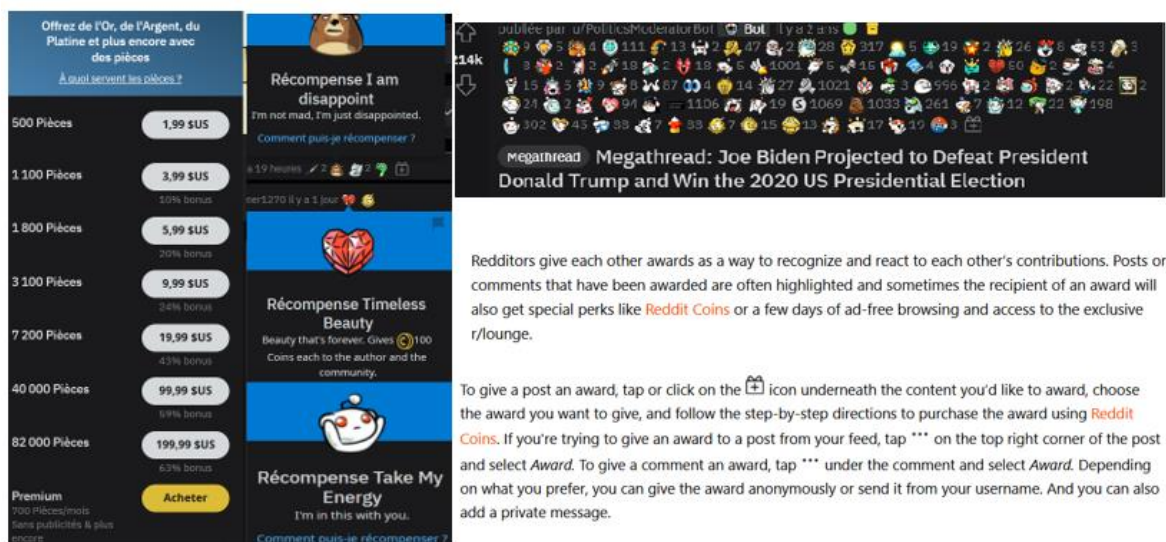 Offrez de l'Or, de l'Argent, du
Platine et plus encore avec
des pièces
À quoi servent les pièces ?
500 Pièces
1,99 $US
1 100 Pièces
3,99 $US
10% bonus
1 800 Pièces
5,99 $US
20% bonus
3 100 Pièces
9,99 $US
24% bonus
7 200 Pièces
19,99 $US
43% bonus
40 000 Pièces
99,99 $US
59% bonus
82 000 Pièces
199,99 $US
63% bonus
Premium
Acheter
700 Pièces/mois
Sans publicités & plus
encore
Récompense I am
disappoint
I'm not mad, I'm just disappointed.
Comment puis-je récompenser ?
a 19 heures 2 2
ner1270 il y a 1 jour
Récompense Timeless
Beauty
Beauty that's forever. Gives 100
Coins each to the author and the
community.
Récompense Take My
Energy
I'm in this with you.
Comment puis-je récompenser ?
publiée par u/PoliticsModeratorBot Bot il y a 2 ans
214k
Megathread Megathread: Joe Biden Projected to Defeat President
Donald Trump and Win the 2020 US Presidential Election
Redditors give each other awards as a way to recognize and react to each other's contributions. Posts or
comments that have been awarded are often highlighted and sometimes the recipient of an award will
also get special perks like Reddit Coins or a few days of ad-free browsing and access to the exclusive
r/lounge.
To give a post an award, tap or click on the icon underneath the content you'd like to award, choose
the award you want to give, and follow the step-by-step directions to purchase the award using Reddit
Coins. If you're trying to give an award to a post from your feed, tap ••• on the top right corner of the post
and select Award. To give a comment an award, tap ••• under the comment and select Award. Depending
on what you prefer, you can give the award anonymously or send it from your username. And you can also
add a private message.